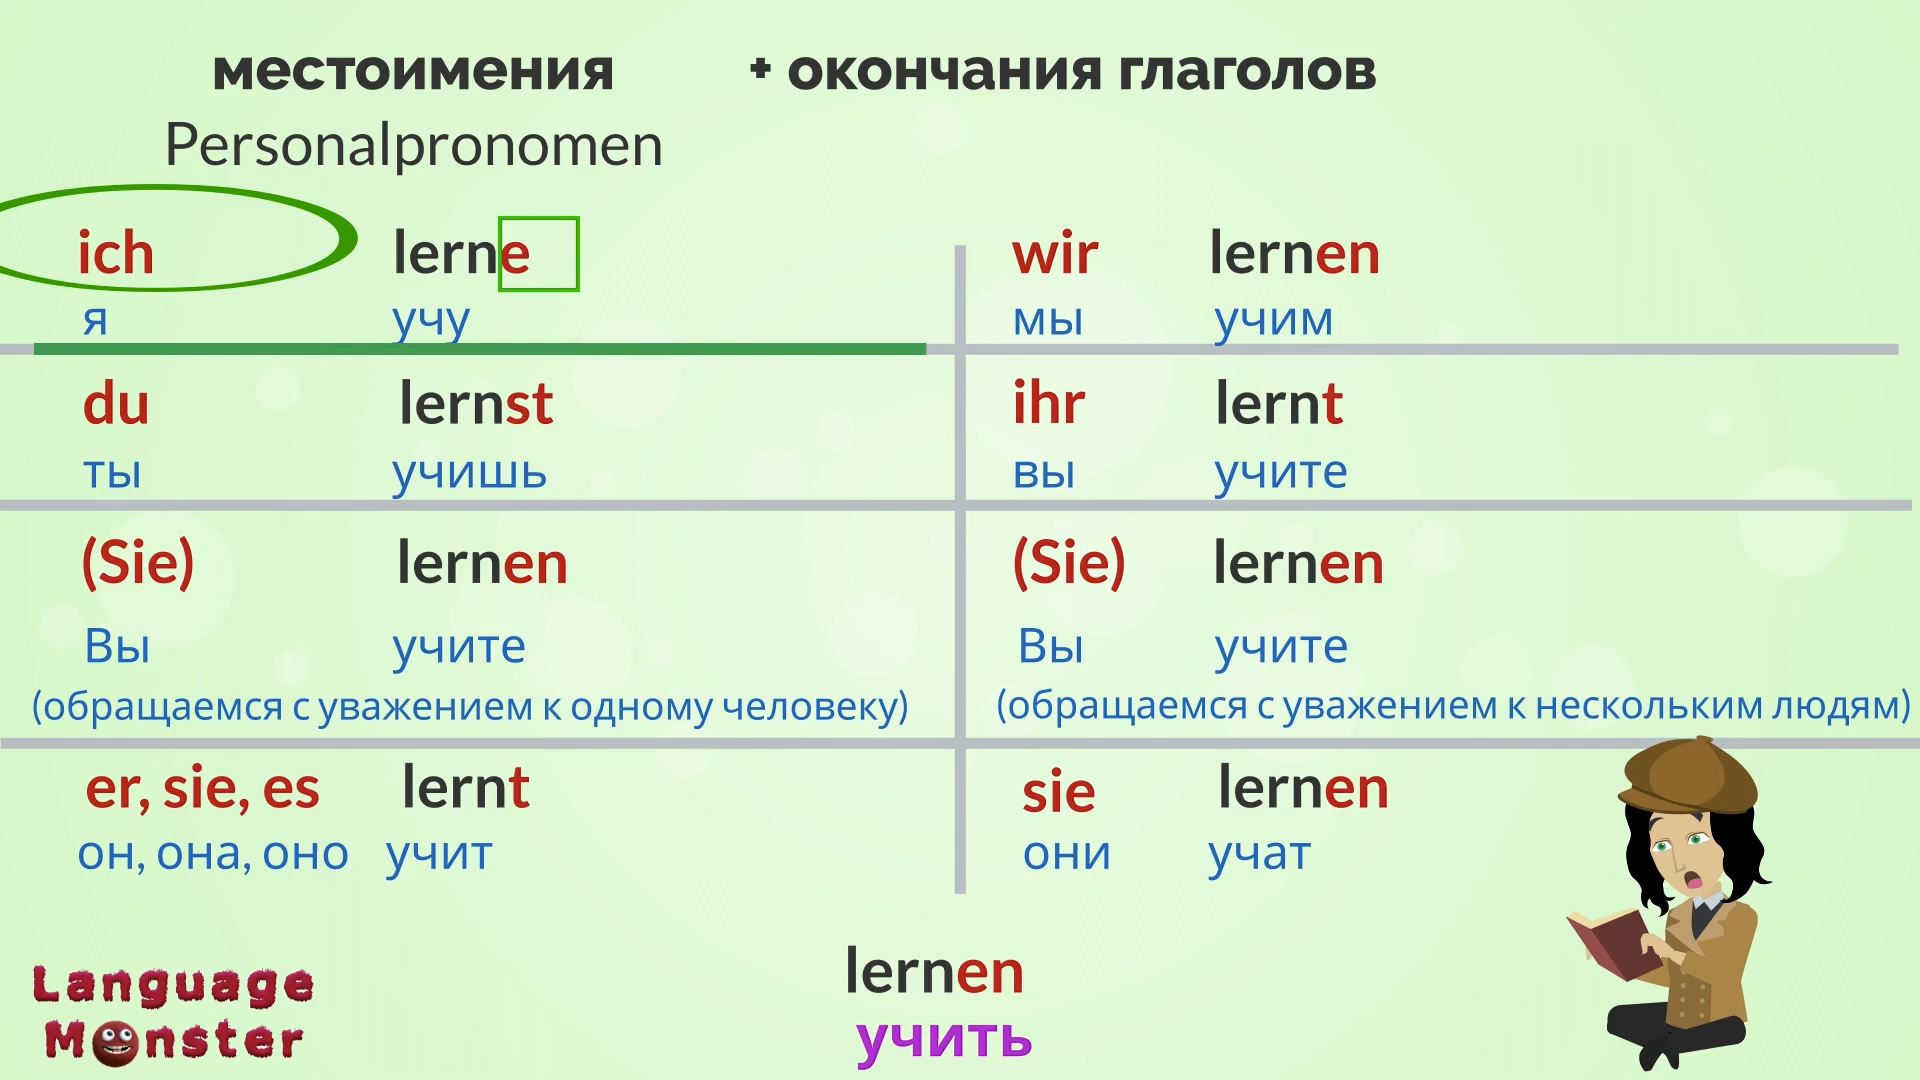 местоимения + окончания глаголов
Personalpronomen
ich lerne
я учу
du lernst
ты учишь
(Sie) lernen
Вы учите
(обращаемся с уважением к одному человеку)
er, sie, es lernt
он, она, оно учит
wir lernen
мы учим
ihr lernt
вы учите
(Sie) lernen
Вы учите
(обращаемся с уважением к нескольким людям)
sie lernen
они учат
lernen
учить
Language
Monster